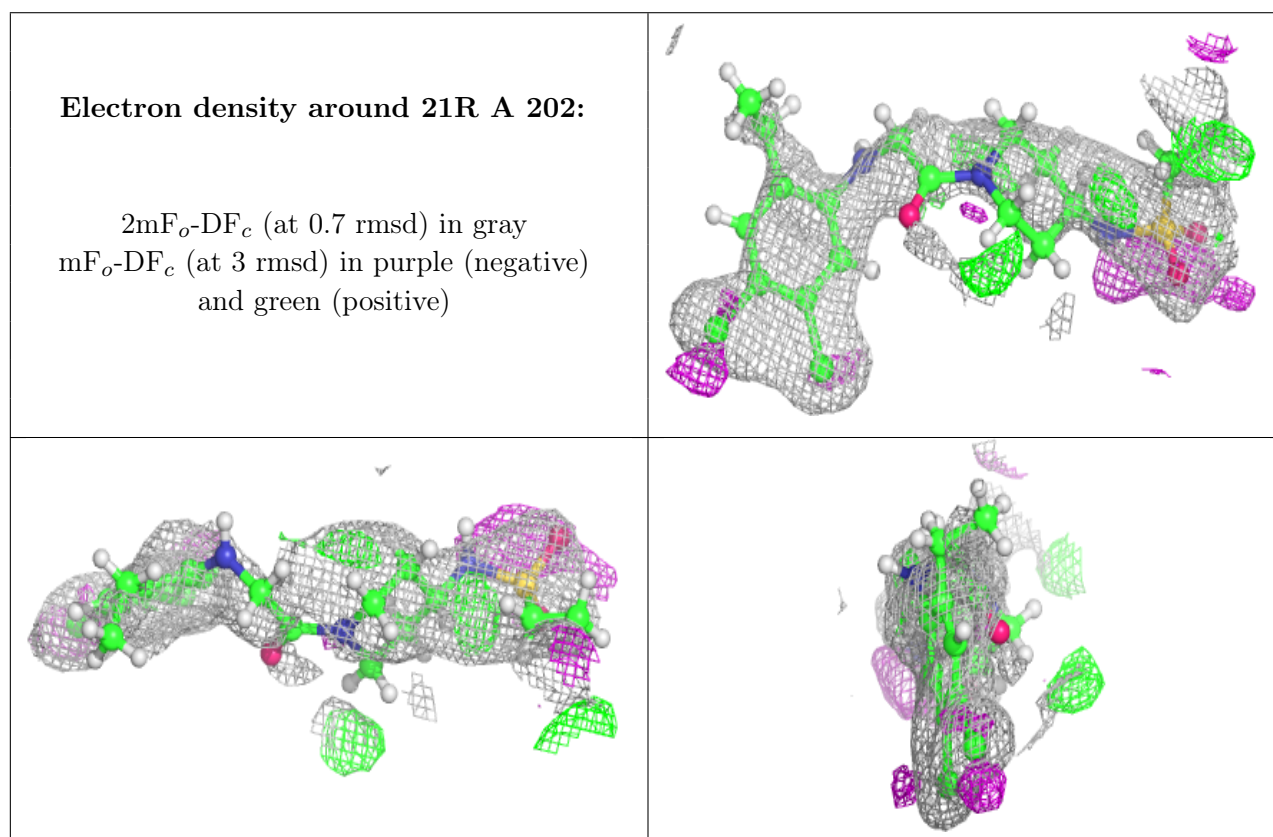 Electron density around 21R A 202:
2mFo-DFc (at 0.7 rmsd) in gray
mFo-DFc (at 3 rmsd) in purple (negative)
and green (positive)